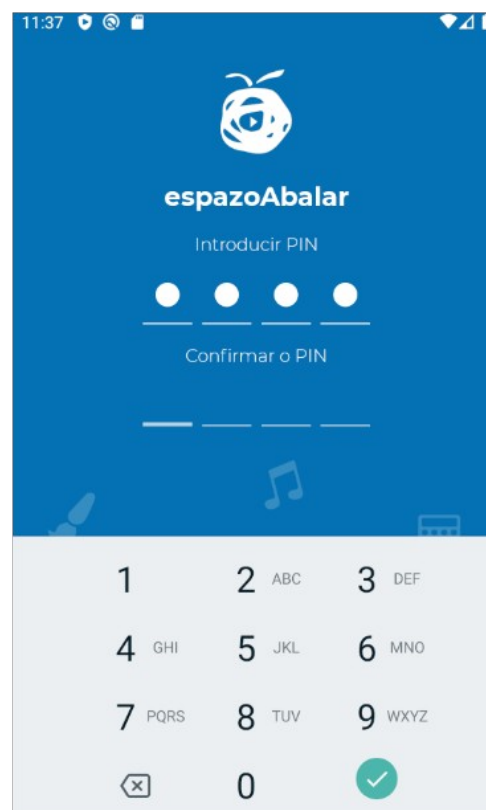 11:37
espazoAbalar
Introducir PIN
Confirmar o PIN
1 2 ABC 3 DEF
4 GHI 5 JKL 6 MNO
7 PQRS 8 TUV 9 WXYZ
0